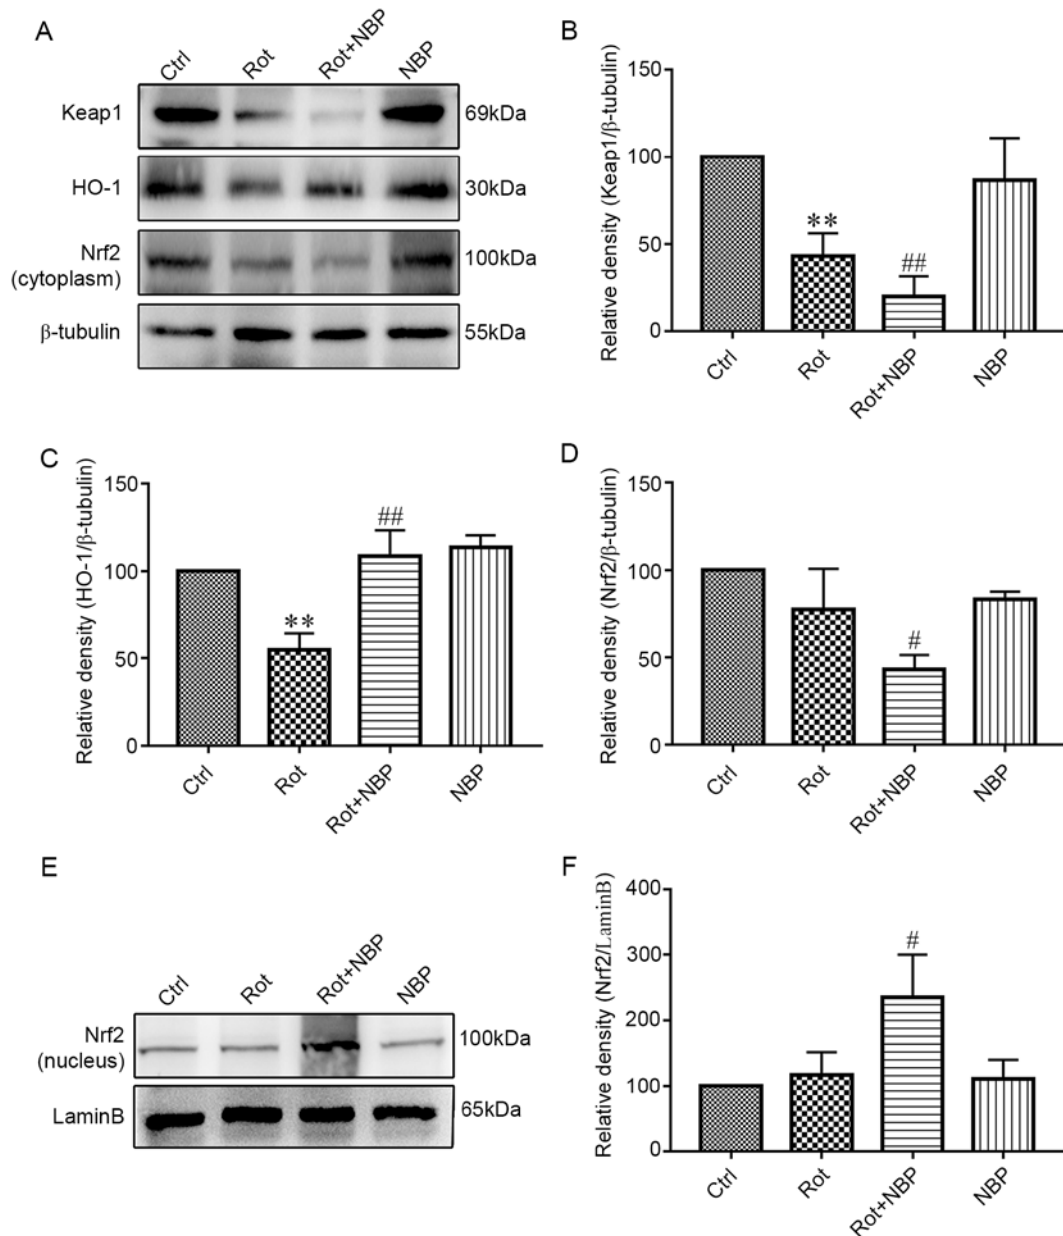 A
Ctrl
Rot
Rot+NBP
NBP
Keap1
69kDa
HO-1
30kDa
Nrf2
(cytoplasm)
100kDa
β-tubulin
55kDa
B
Relative density (Keap1/β-tubulin)
150
100
50
0
**
##
Ctrl
Rot
Rot+NBP
NBP
C
Relative density (HO-1/β-tubulin)
150
100
50
0
**
##
Ctrl
Rot
Rot+NBP
NBP
D
Relative density (Nrf2/β-tubulin)
150
100
50
0
#
Ctrl
Rot
Rot+NBP
NBP
E
Ctrl
Rot
Rot+NBP
NBP
Nrf2
(nucleus)
100kDa
LaminB
65kDa
F
Relative density (Nrf2/LaminB)
400
300
200
100
0
#
Ctrl
Rot
Rot+NBP
NBP